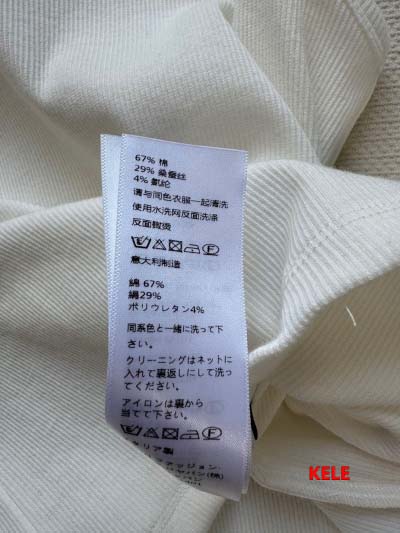 67% 棉
29% 桑蚕丝
4% 氨纶
请与同色衣服一起清洗
使用水洗网反面洗涤
反面熨烫
意大利制造
綿 67%
絹29%
ポリウレタン4%
同系色と一緒に洗って下
さい。
クリーニングはネットに
入れて裏返しにして洗っ
てください。
アイロンは裏から
当てて下さい。
タリア製
KELE